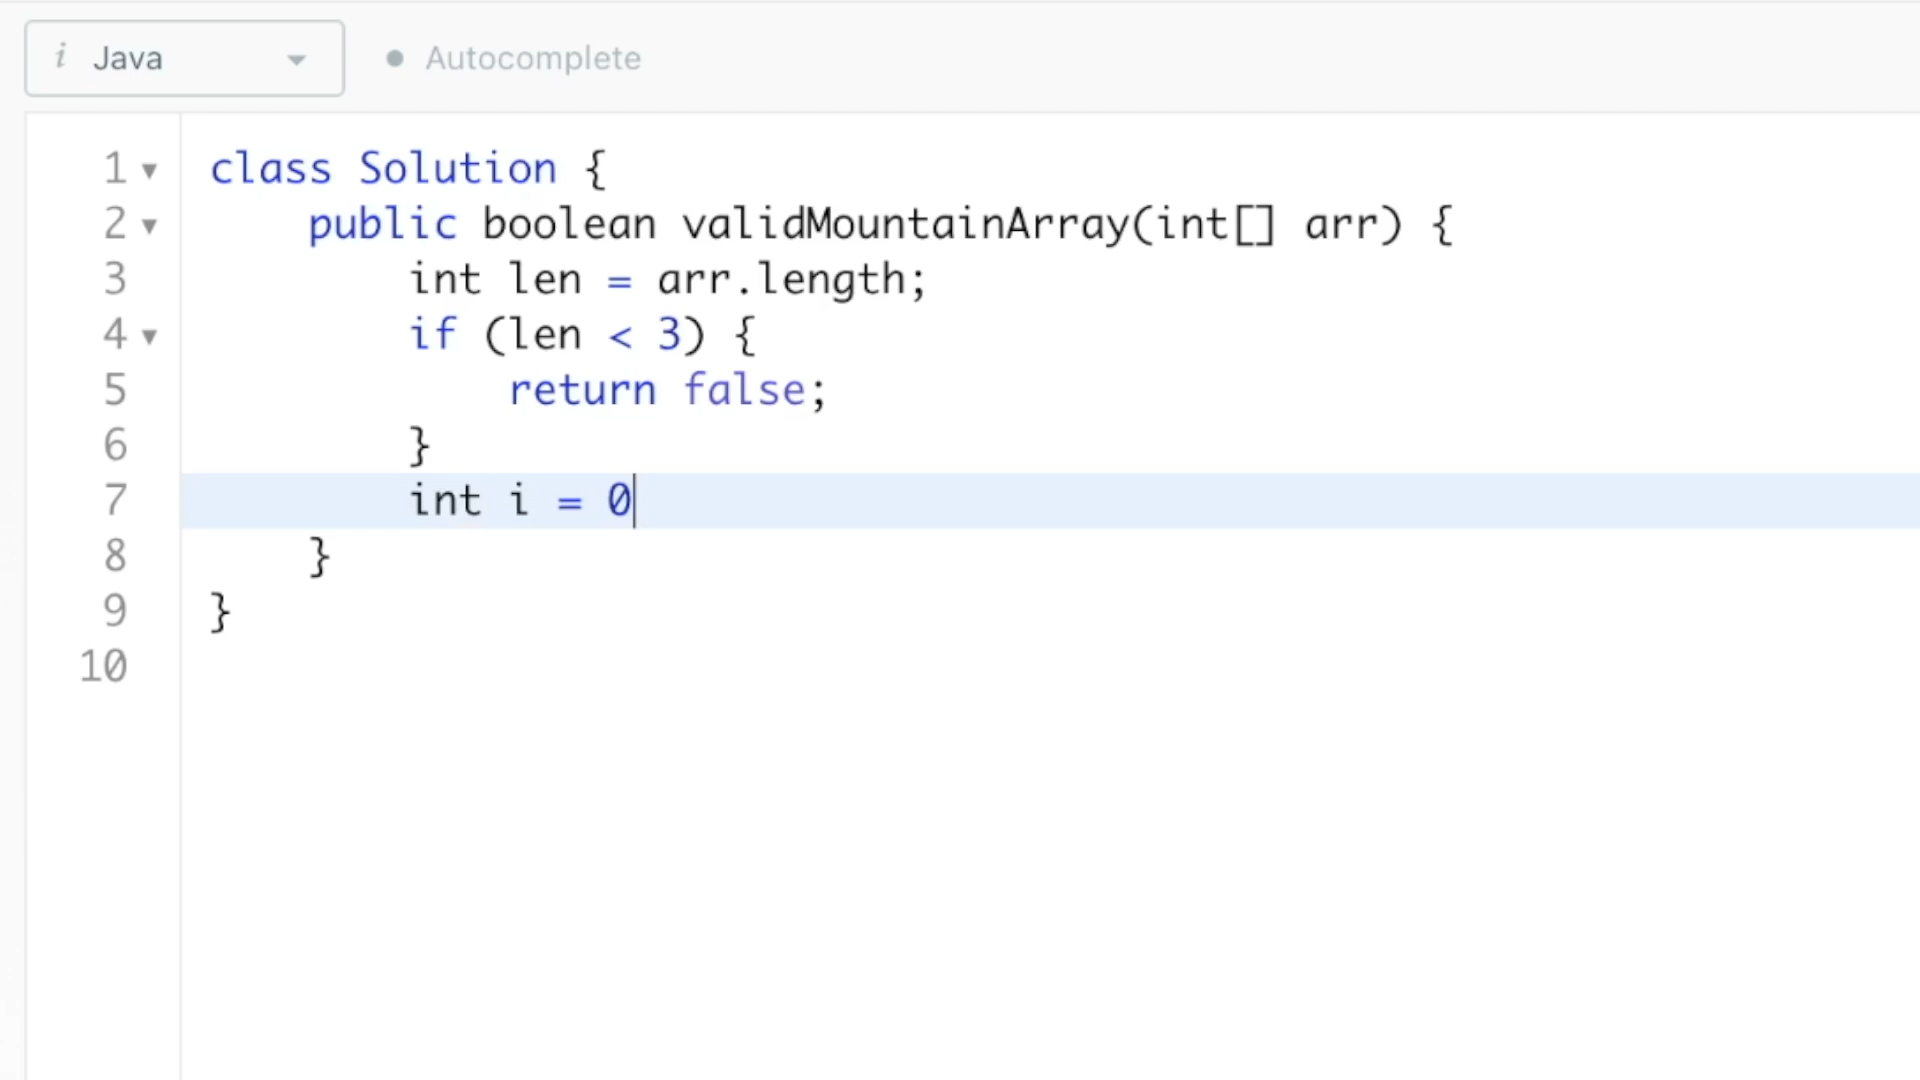 i Java Autocomplete
1 class Solution {
2 public boolean validMountainArray(int[] arr) {
3 int len = arr.length;
4 if (len < 3) {
5 return false;
6 }
7 int i = 0
8 }
9 }
10